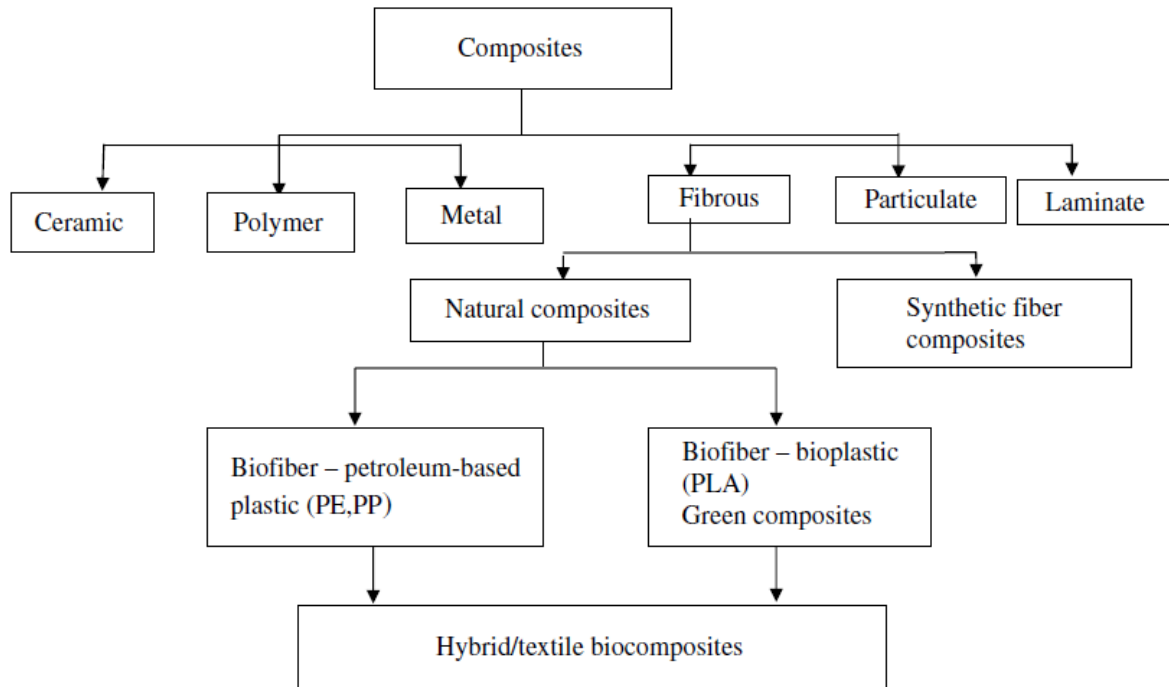 Composites
Ceramic
Polymer
Metal
Fibrous
Particulate
Laminate
Natural composites
Synthetic fiber
composites
Biofiber – petroleum-based
plastic (PE,PP)
Biofiber – bioplastic
(PLA)
Green composites
Hybrid/textile biocomposites